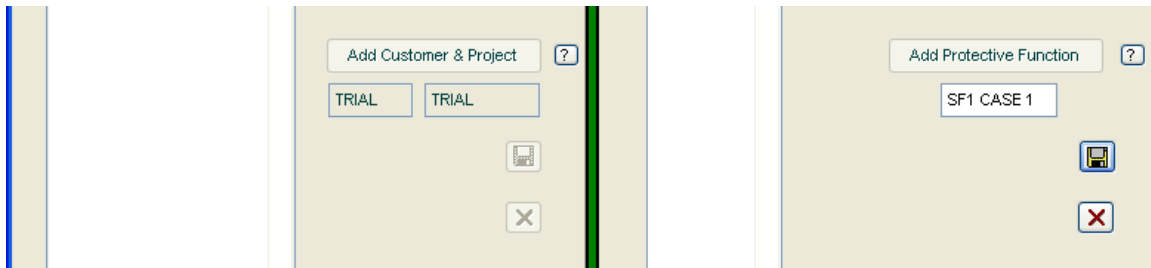 Add Customer & Project ?
TRIAL TRIAL
Add Protective Function ?
SF1 CASE 1